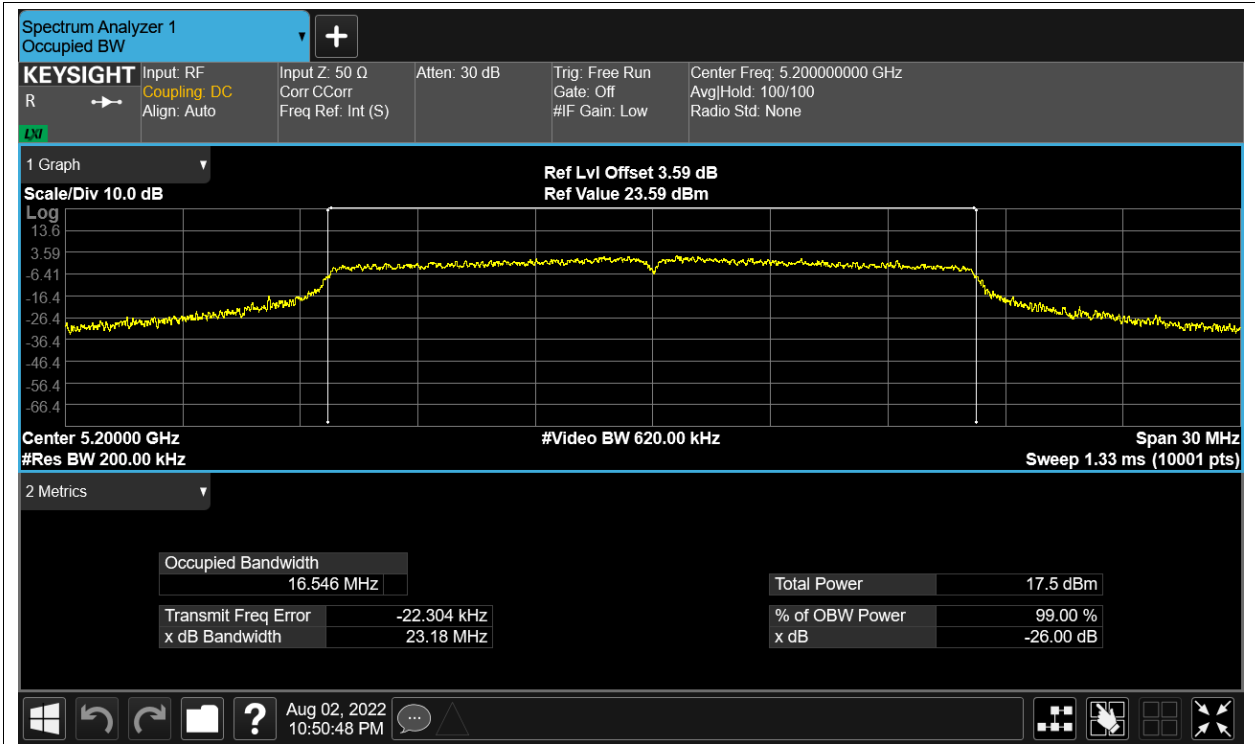 Spectrum Analyzer 1
Occupied BW
KEYSIGHT
R
LXI
Input: RF
Coupling: DC
Align: Auto
Input Z: 50 Ω
Corr CCorr
Freq Ref: Int (S)
Atten: 30 dB
Trig: Free Run
Gate: Off
#IF Gain: Low
Center Freq: 5.200000000 GHz
Avg|Hold: 100/100
Radio Std: None
1 Graph
Ref Lvl Offset 3.59 dB
Scale/Div 10.0 dB
Ref Value 23.59 dBm
Log
13.6
3.59
-6.41
-16.4
-26.4
-36.4
-46.4
-56.4
-66.4
Center 5.20000 GHz
#Video BW 620.00 kHz
Span 30 MHz
#Res BW 200.00 kHz
Sweep 1.33 ms (10001 pts)
2 Metrics
Occupied Bandwidth
16.546 MHz
Total Power 17.5 dBm
Transmit Freq Error -22.304 kHz
% of OBW Power 99.00 %
x dB Bandwidth 23.18 MHz
x dB -26.00 dB
?
Aug 02, 2022
10:50:48 PM